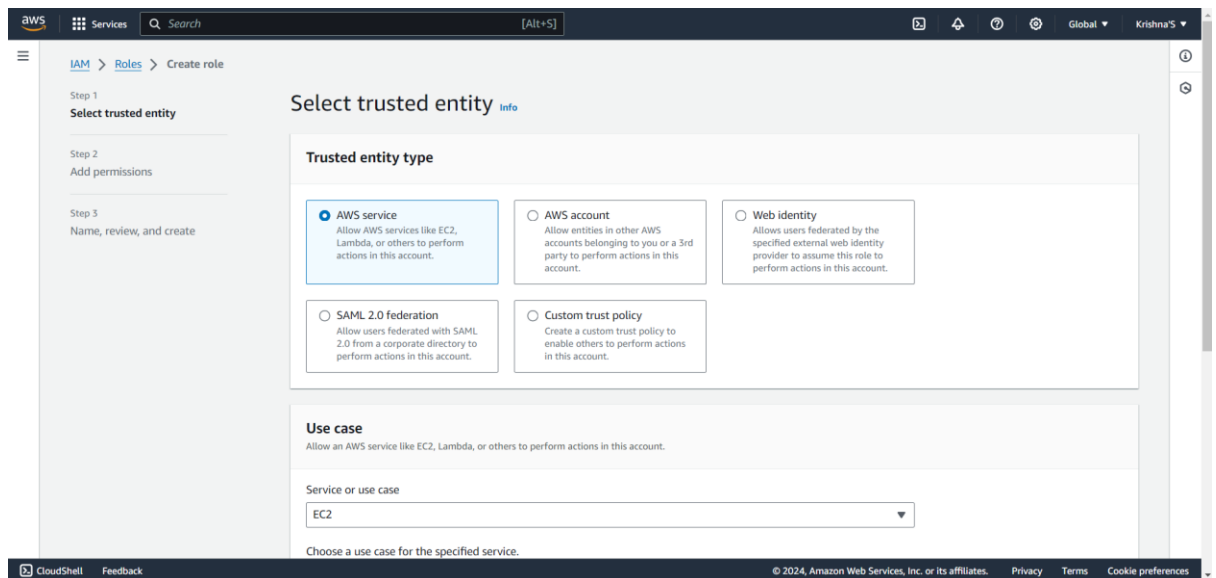 aws Services Search [Alt+S] Global Krishna'S
IAM > Roles > Create role
Step 1
Select trusted entity
Step 2
Add permissions
Step 3
Name, review, and create
Select trusted entity Info
Trusted entity type
AWS service
Allow AWS services like EC2,
Lambda, or others to perform
actions in this account.
AWS account
Allow entities in other AWS
accounts belonging to you or a 3rd
party to perform actions in this
account.
Web identity
Allows users federated by the
specified external web identity
provider to assume this role to
perform actions in this account.
SAML 2.0 federation
Allow users federated with SAML
2.0 from a corporate directory to
perform actions in this account.
Custom trust policy
Create a custom trust policy to
enable others to perform actions
in this account.
Use case
Allow an AWS service like EC2, Lambda, or others to perform actions in this account.
Service or use case
EC2
Choose a use case for the specified service.
CloudShell Feedback © 2024, Amazon Web Services, Inc. or its affiliates. Privacy Terms Cookie preferences